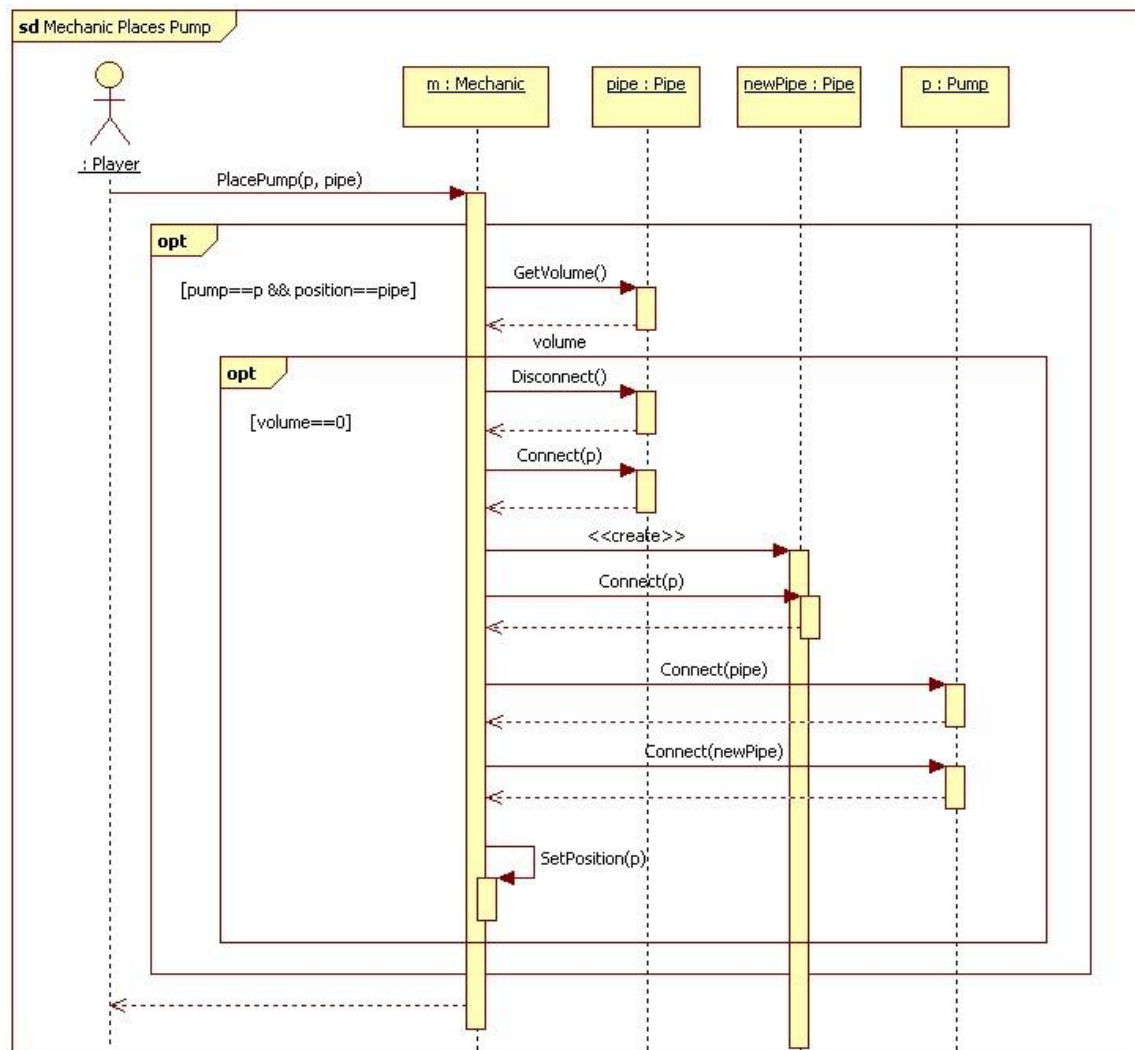 sd Mechanic Places Pump
: Player
m : Mechanic
pipe : Pipe
newPipe : Pipe
p : Pump
PlacePump(p, pipe)
opt
[pump==p && position==pipe]
GetVolume()
volume
opt
[volume==0]
Disconnect()
Connect(p)
<<create>>
Connect(p)
Connect(pipe)
Connect(newPipe)
SetPosition(p)